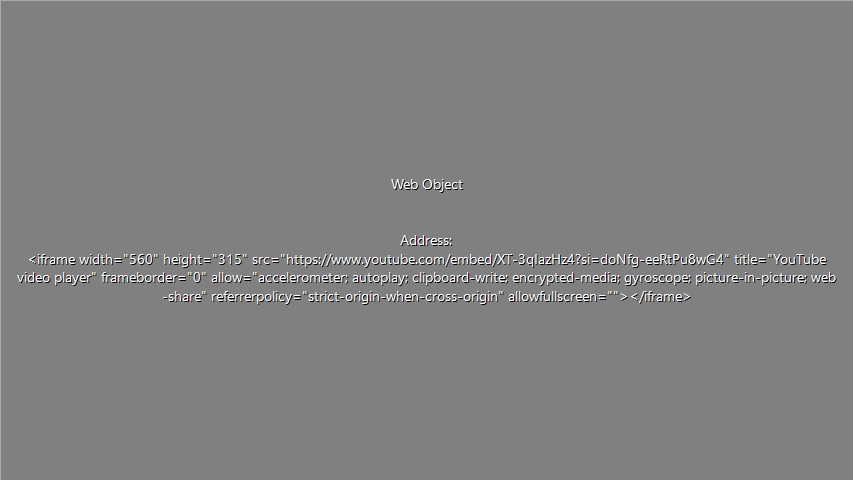 Web Object
Address:
<iframe width="560" height="315" src="https://www.youtube.com/embed/XT-3qIazHz4?si=doNfg-eeRtPu8wG4" title="YouTube
video player" frameborder="0" allow="accelerometer; autoplay; clipboard-write; encrypted-media; gyroscope; picture-in-picture; web
-share" referrerpolicy="strict-origin-when-cross-origin" allowfullscreen=""></iframe>